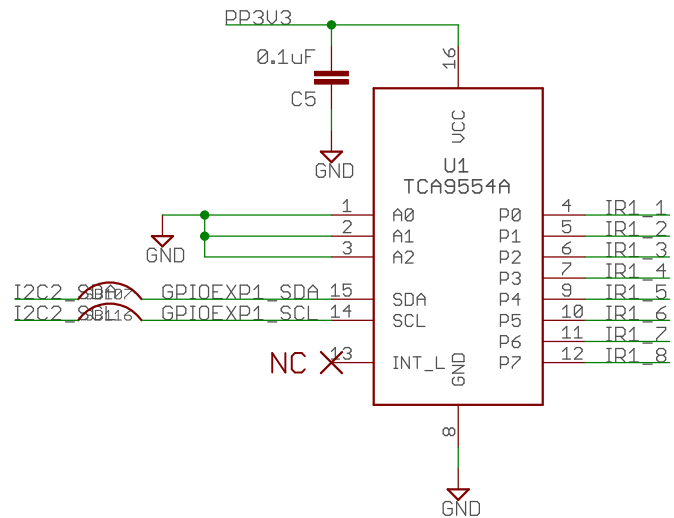 PP3V3
0.1uF
C5
GND
16
VCC
U1
TCA9554A
1 A0 P0 4 IR1_1
2 A1 P1 5 IR1_2
3 A2 P2 6 IR1_3
GND
P3 7 IR1_4
I2C2_SDA GPIOEXP1_SDA 15 SDA P4 9 IR1_5
I2C2_SCL GPIOEXP1_SCL 14 SCL P5 10 IR1_6
P6 11 IR1_7
NC 13 INT_L GND P7 12 IR1_8
8
GND